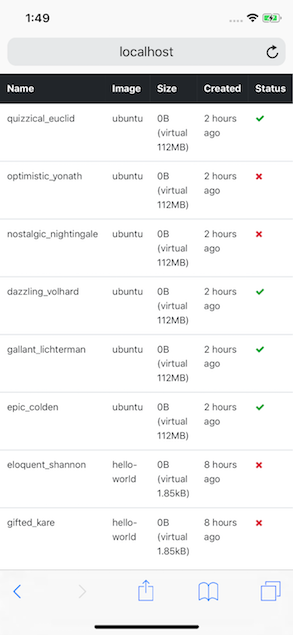 1:49
localhost
Name Image Size Created Status
quizzical_euclid ubuntu 0B 2 hours
(virtual ago
112MB)
optimistic_yonath ubuntu 0B 2 hours
(virtual ago
112MB)
nostalgic_nightingale ubuntu 0B 2 hours
(virtual ago
112MB)
dazzling_volhard ubuntu 0B 2 hours
(virtual ago
112MB)
gallant_lichterman ubuntu 0B 2 hours
(virtual ago
112MB)
epic_colden ubuntu 0B 2 hours
(virtual ago
112MB)
eloquent_shannon hello- 0B 8 hours
world (virtual ago
1.85kB)
gifted_kare hello- 0B 8 hours
world (virtual ago
1.85kB)